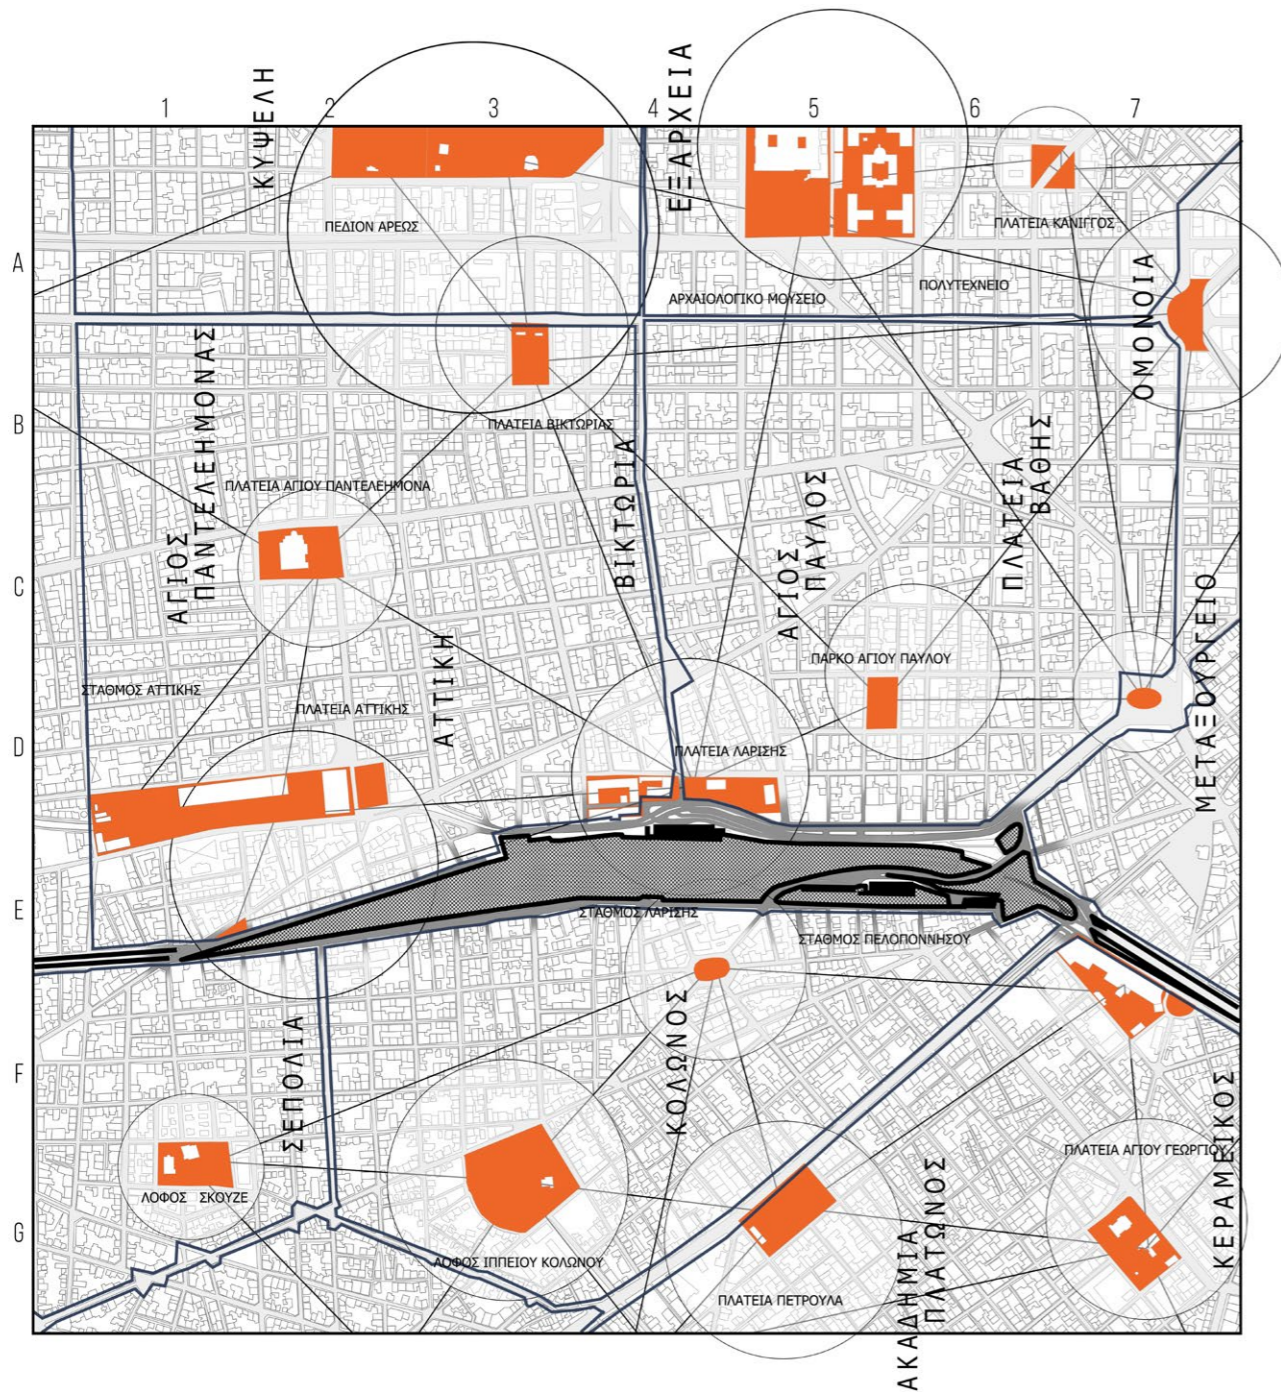 1 2 3 4 5 6 7
ΚΥΨΕΛΗ
ΕΞΑΡΧΕΙΑ
ΠΕΔΙΟΝ ΑΡΕΩΣ
ΠΛΑΤΕΙΑ ΚΑΝΙΓΓΟΣ
A
ΠΟΛΥΤΕΧΝΕΙΟ
ΑΡΧΑΙΟΛΟΓΙΚΟ ΜΟΥΣΕΙΟ
ΟΜΟΝΟΙΑ
B
ΠΛΑΤΕΙΑ ΒΙΚΤΩΡΙΑΣ
ΑΓΙΟΣ
ΠΑΝΤΕΛΕΗΜΟΝΑΣ
ΠΛΑΤΕΙΑ ΑΓΙΟΥ ΠΑΝΤΕΛΕΗΜΟΝΑ
ΒΙΚΤΩΡΙΑ
ΑΓΙΟΣ
ΠΑΥΛΟΣ
ΠΛΑΤΕΙΑ
ΒΑΘΗΣ
C
ΜΕΤΑΞΟΥΡΓΕΙΟ
ΠΑΡΚΟ ΑΓΙΟΥ ΠΑΥΛΟΥ
ΣΤΑΘΜΟΣ ΑΤΤΙΚΗΣ
ΠΛΑΤΕΙΑ ΑΤΤΙΚΗΣ
ΑΤΤΙΚΗ
D
ΠΛΑΤΕΙΑ ΛΑΡΙΣΗΣ
E
ΣΤΑΘΜΟΣ ΛΑΡΙΣΗΣ
ΣΤΑΘΜΟΣ ΠΕΛΟΠΟΝΝΗΣΟΥ
ΣΕΠΟΛΙΑ
ΚΟΛΩΝΟΣ
F
ΠΛΑΤΕΙΑ ΑΓΙΟΥ ΓΕΩΡΓΙΟΥ
ΚΕΡΑΜΕΙΚΟΣ
ΛΟΦΟΣ ΣΚΟΥΖΕ
G
ΛΟΦΟΣ ΙΠΠΕΙΟΥ ΚΟΛΩΝΟΥ
ΠΛΑΤΕΙΑ ΠΕΤΡΟΥΛΑ
ΑΚΑΔΗΜΙΑ
ΠΛΑΤΩΝΟΣ